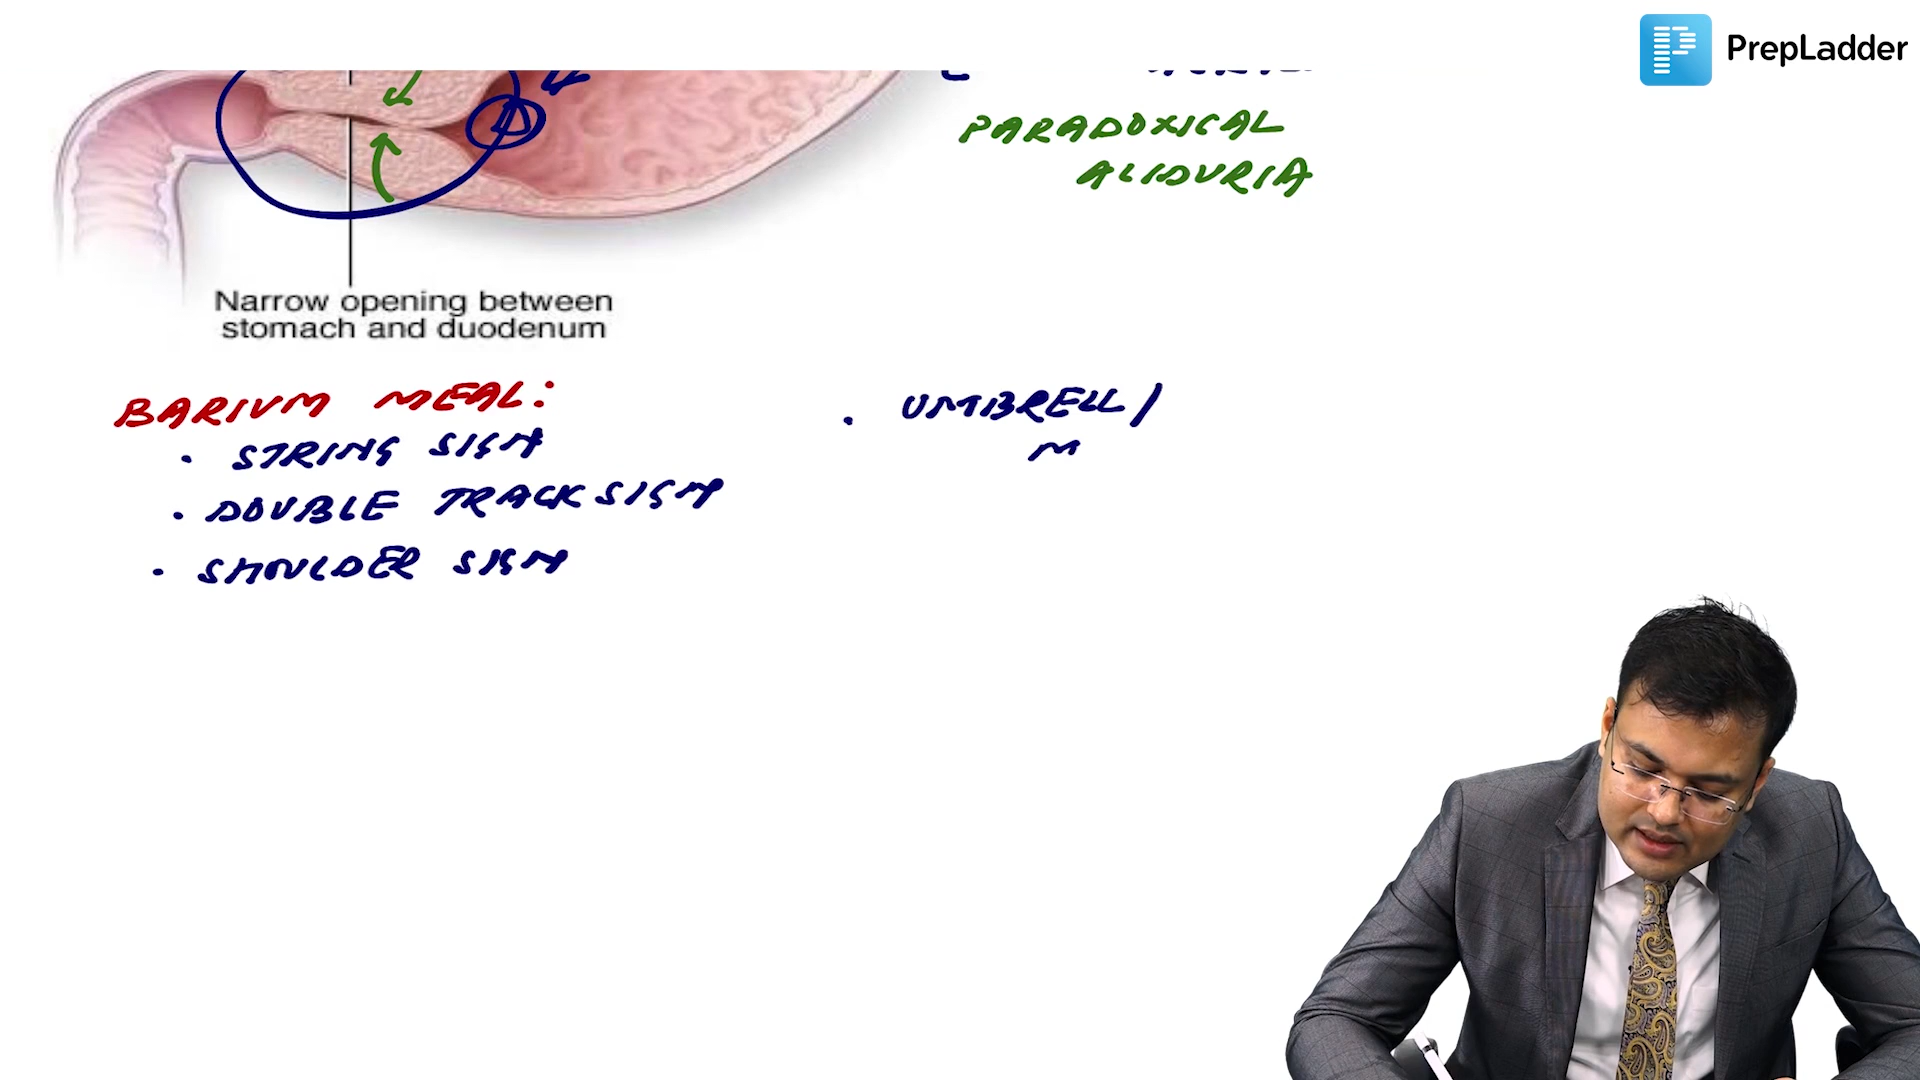 PrepLadder
PARADOXICAL
ACIDURIA
Narrow opening between
stomach and duodenum
BARIUM MEAL:
. STRING SIGN
. DOUBLE TRACK SIGN
. SHOULDER SIGN
. UMBRELL/
M